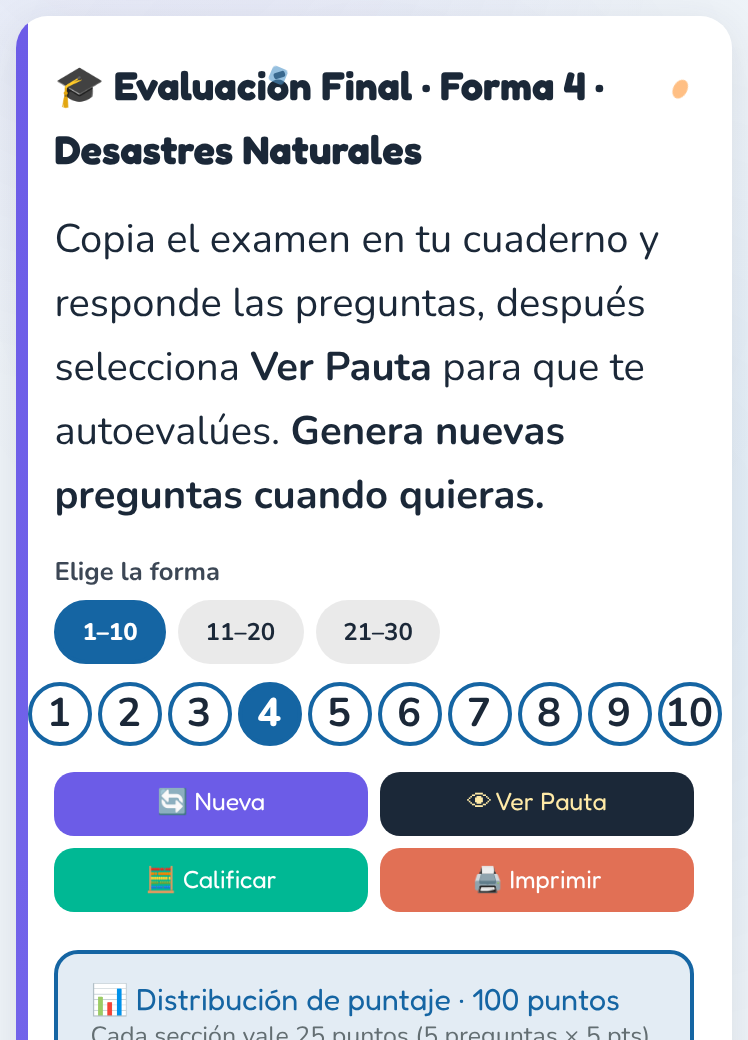 🎓 Evaluación Final · Forma 4 ·
Desastres Naturales
Copia el examen en tu cuaderno y
responde las preguntas, después
selecciona Ver Pauta para que te
autoevalúes. Genera nuevas
preguntas cuando quieras.
Elige la forma
1–10 11–20 21–30
1 2 3 4 5 6 7 8 9 10
🔄 Nueva 👁 Ver Pauta
🧮 Calificar 🖨️ Imprimir
📊 Distribución de puntaje · 100 puntos
Cada sección vale 25 puntos (5 preguntas × 5 pts)